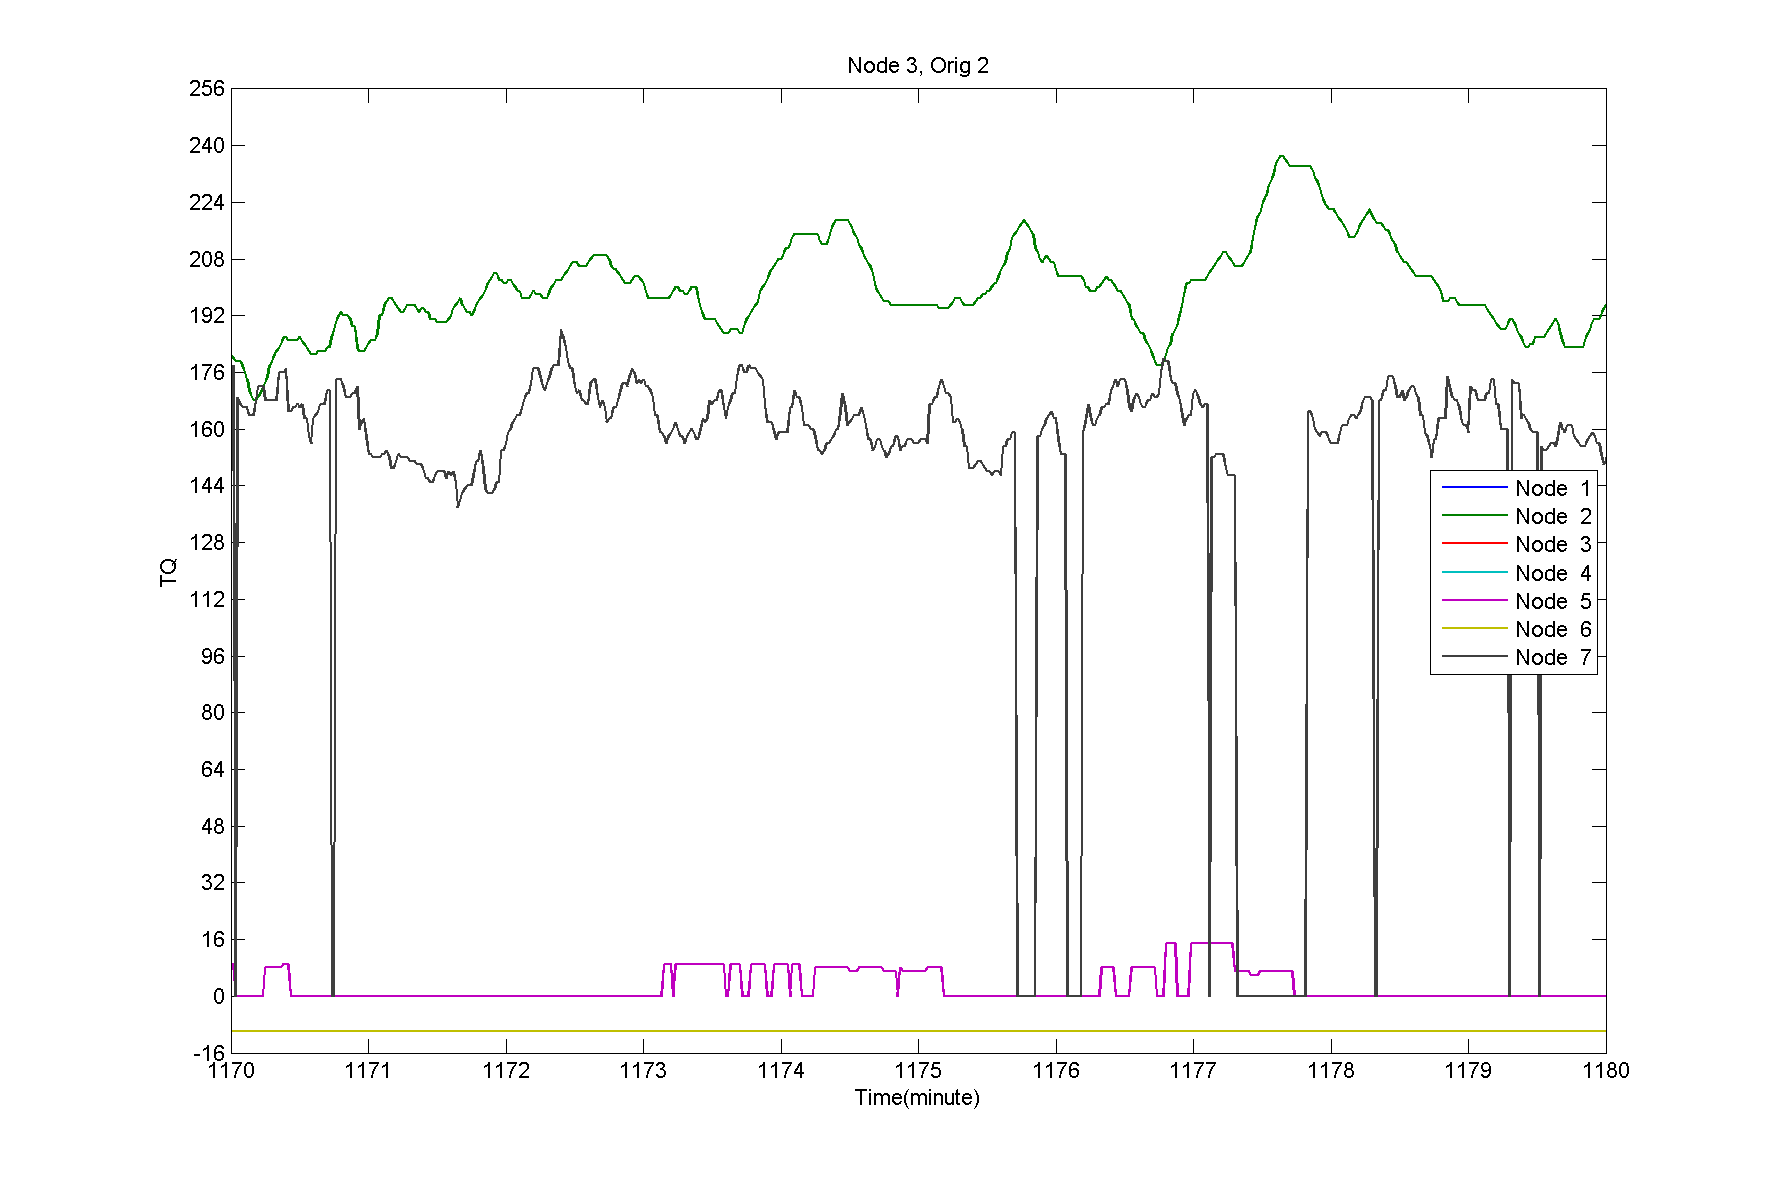 Node 3, Orig 2
256
240
224
208
192
176
160
144
128
112
96
80
64
48
32
16
0
-16
TQ
Node 1
Node 2
Node 3
Node 4
Node 5
Node 6
Node 7
1170 1171 1172 1173 1174 1175 1176 1177 1178 1179 1180
Time(minute)